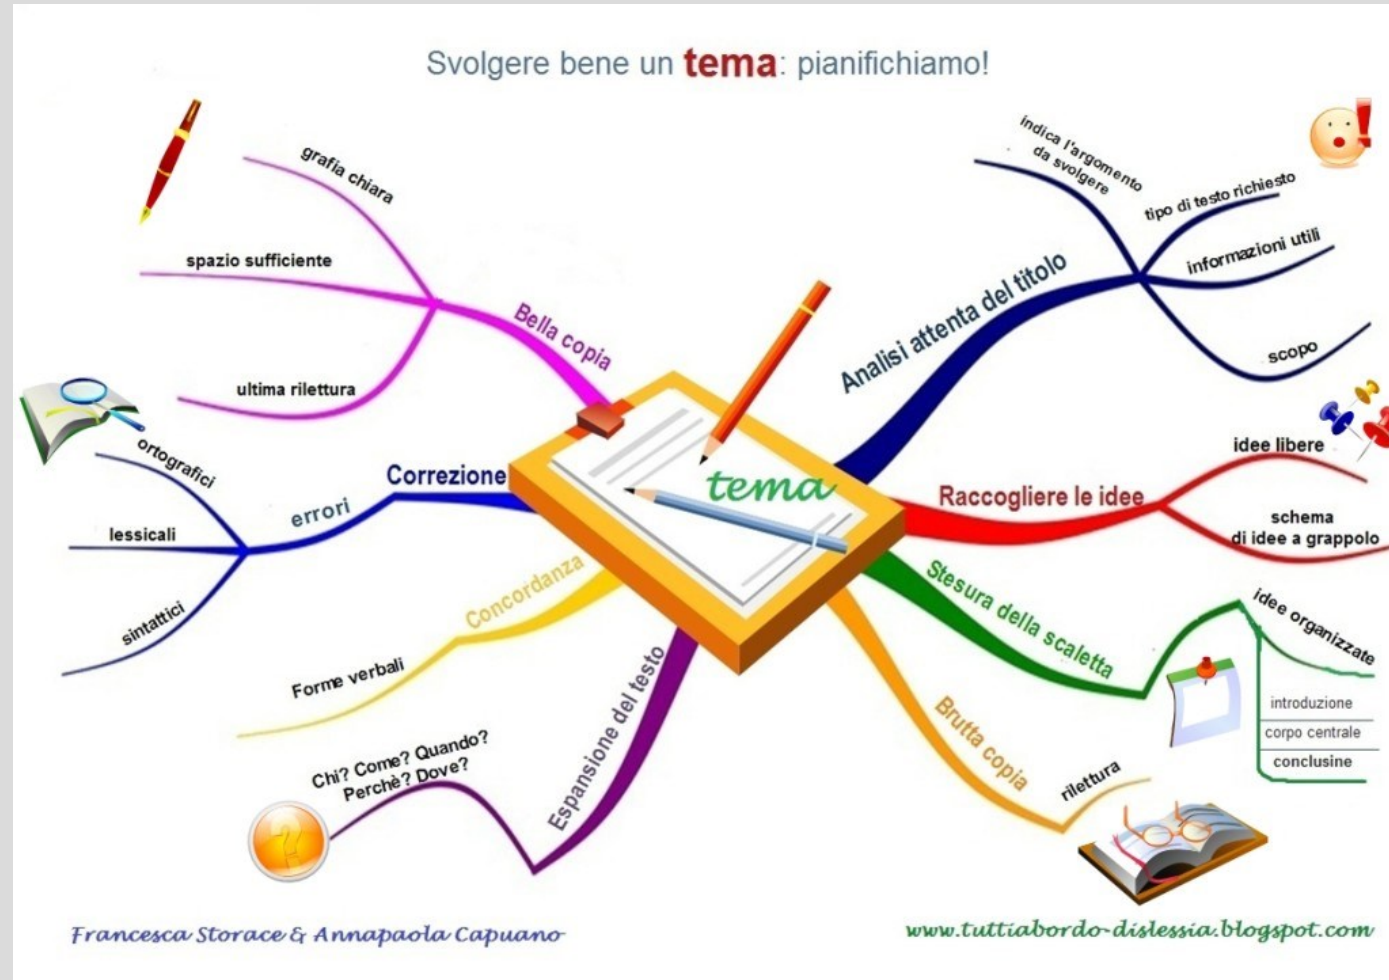 Svolgere bene un tema: pianifichiamo!
indica l'argomento
da svolgere
tipo di testo richiesto
informazioni utili
scopo
Analisi attenta del titolo
idee libere
Raccogliere le idee
schema
di idee a grappolo
Stesura della scaletta
idee organizzate
introduzione
corpo centrale
conclusine
Brutta copia
rilettura
Espansione del testo
Chi? Come? Quando?
Perchè? Dove?
Concordanza
Forme verbali
Correzione
errori
ortografici
lessicali
sintattici
Bella copia
grafia chiara
spazio sufficiente
ultima rilettura
tema
?
Francesca Storace & Annapaola Capuano
www.tuttiabordo-dislessia.blogspot.com